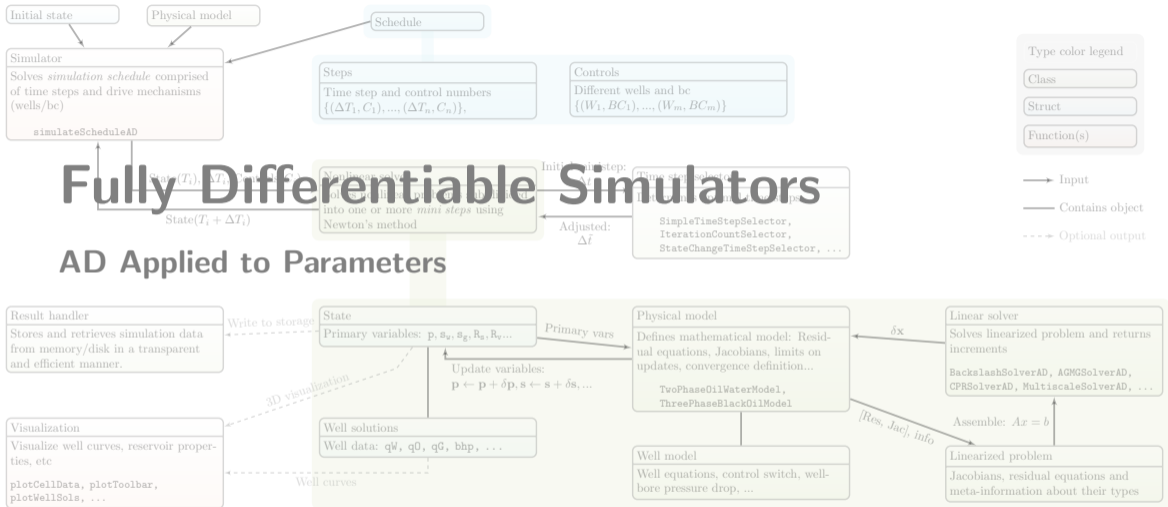 Initial state
Physical model
Schedule
Simulator
Solves simulation schedule comprised
of time steps and drive mechanisms
(wells/bc)
simulateScheduleAD
Steps
Time step and control numbers
{(ΔT₁, C₁), ..., (ΔTₙ, Cₙ)},
Controls
Different wells and bc
{(W₁, BC₁), ..., (Wₘ, BCₘ)}
Type color legend
Class
Struct
Function(s)
Input
Contains object
Optional output
Fully Differentiable Simulators
AD Applied to Parameters
State(Tᵢ + ΔTᵢ)
into one or more mini steps using
Newton's method
Adjusted:
Δt̃
SimpleTimeStepSelector,
IterationCountSelector,
StateChangeTimeStepSelector, ...
Result handler
Stores and retrieves simulation data
from memory/disk in a transparent
and efficient manner.
Write to storage
State
Primary variables: p, s_w, s_g, R_s, R_v...
Primary vars
Update variables:
p ← p + δp, s ← s + δs, ...
Physical model
Defines mathematical model: Resid-
ual equations, Jacobians, limits on
updates, convergence definition...
TwoPhaseOilWaterModel,
ThreePhaseBlackOilModel
δx
Linear solver
Solves linearized problem and returns
increments
BackslashSolverAD, AGMGSolverAD,
CPRSolverAD, MultiscaleSolverAD, ...
3D visualization
Visualization
Visualize well curves, reservoir proper-
ties, etc
plotCellData, plotToolbar,
plotWellSols, ...
Well solutions
Well data: qW, qO, qG, bhp, ...
Well curves
Well model
Well equations, control switch, well-
bore pressure drop, ...
[Res, Jac], info
Assemble: Ax = b
Linearized problem
Jacobians, residual equations and
meta-information about their types